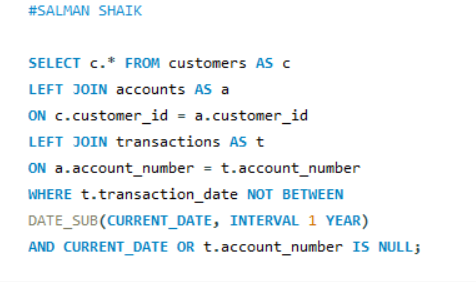 #SALMAN SHAIK
SELECT c.* FROM customers AS c
LEFT JOIN accounts AS a
ON c.customer_id = a.customer_id
LEFT JOIN transactions AS t
ON a.account_number = t.account_number
WHERE t.transaction_date NOT BETWEEN
DATE_SUB(CURRENT_DATE, INTERVAL 1 YEAR)
AND CURRENT_DATE OR t.account_number IS NULL;